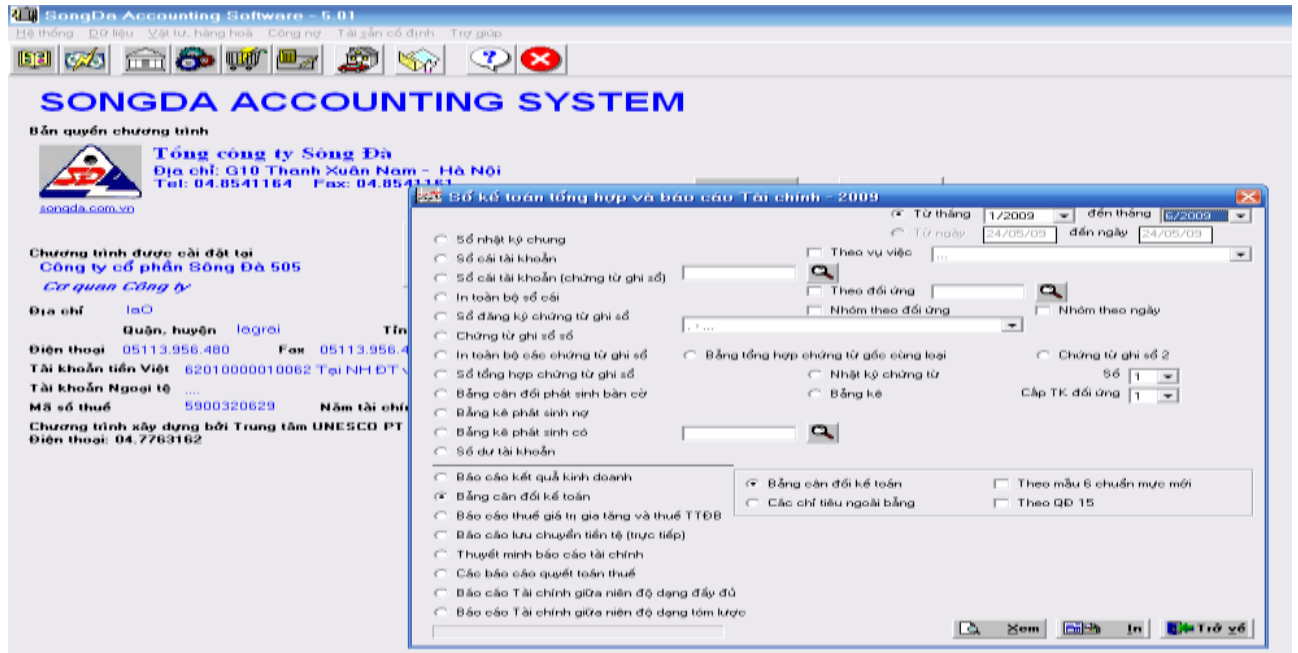 SongDa Accounting Software - 5.01
Hệ thống Dữ liệu Vật tư, hàng hoá Công nợ Tài sản cố định Trợ giúp
SONGDA ACCOUNTING SYSTEM
Bản quyền chương trình
Tổng công ty Sông Đà
Địa chỉ: G10 Thanh Xuân Nam - Hà Nội
Tel: 04.8541164 Fax: 04.8541161
songda.com.vn
Chương trình được cài đặt tại
Công ty cổ phần Sông Đà 505
Cơ quan Công ty
Địa chỉ IaO
Quận, huyện Iagrai
Điện thoại 05113.956.480 Fax 05113.956.4
Tài khoản tiền Việt 62010000010062 Tại NH ĐT
Tài khoản Ngoại tệ ....
Mã số thuế 5900320629 Năm tài chín
Chương trình xây dựng bởi Trung tâm UNESCO PT
Điện thoại: 04.7763162
Sổ kế toán tổng hợp và báo cáo Tài chính - 2009
Từ tháng 1/2009 đến tháng 6/2009
Từ ngày 24/05/09 đến ngày 24/05/09
Sổ nhật ký chung
Sổ cái tài khoản
Theo vụ việc ...
Sổ cái tài khoản (chứng từ ghi sổ)
In toàn bộ sổ cái
Theo đối ứng
Sổ đăng ký chứng từ ghi sổ
Nhóm theo đối ứng Nhóm theo ngày
Chứng từ ghi sổ số
In toàn bộ các chứng từ ghi sổ Bảng tổng hợp chứng từ gốc cùng loại Chứng từ ghi sổ 2
Sổ tổng hợp chứng từ ghi sổ Nhật ký chứng từ Số 1
Bảng cân đối phát sinh bàn cờ Bảng kê Cấp TK đối ứng 1
Bảng kê phát sinh nợ
Bảng kê phát sinh có
Số dư tài khoản
Báo cáo kết quả kinh doanh
Bảng cân đối kế toán
Báo cáo thuế giá trị gia tăng và thuế TTĐB
Báo cáo lưu chuyển tiền tệ (trực tiếp)
Thuyết minh báo cáo tài chính
Các báo cáo quyết toán thuế
Báo cáo Tài chính giữa niên độ dạng đầy đủ
Báo cáo Tài chính giữa niên độ dạng tóm lược
Bảng cân đối kế toán Theo mẫu 6 chuẩn mực mới
Các chỉ tiêu ngoài bảng Theo QĐ 15
Xem In Trở về